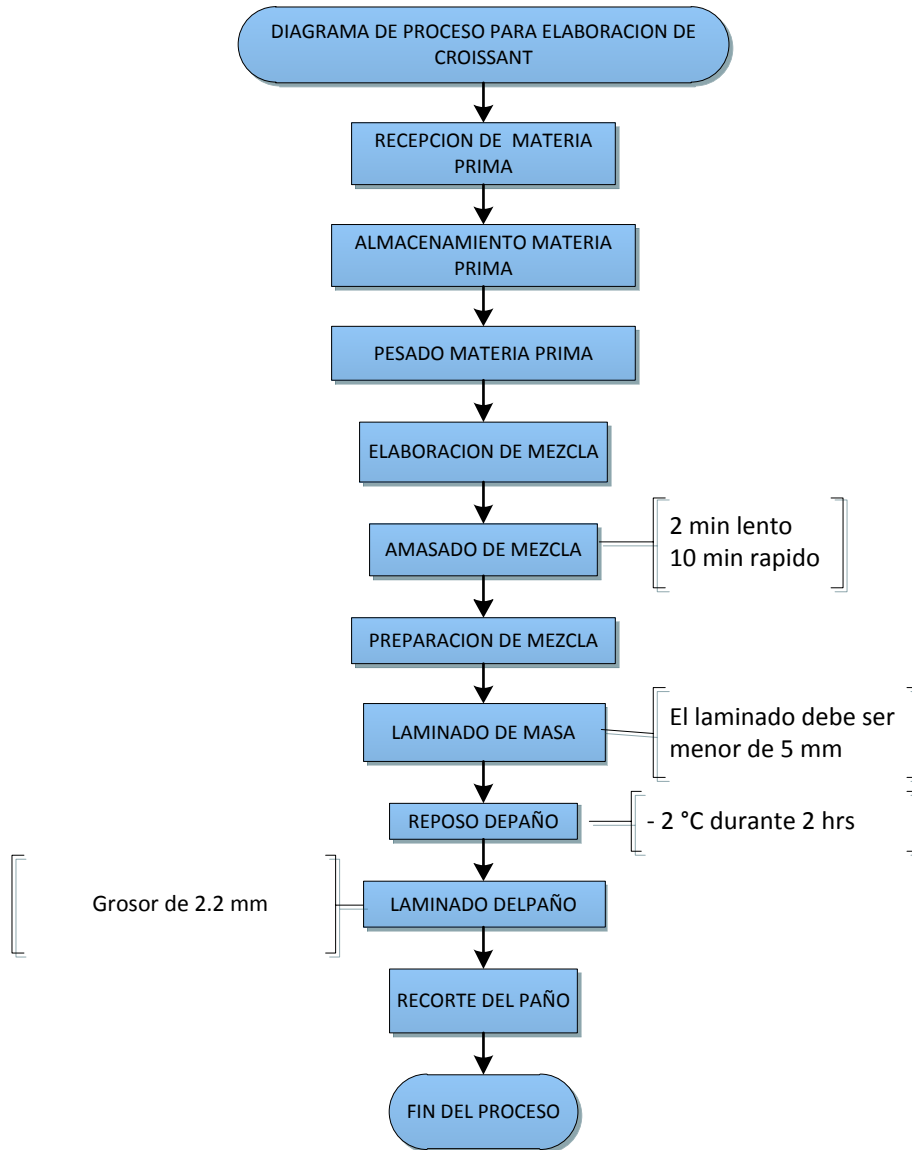 DIAGRAMA DE PROCESO PARA ELABORACION DE
CROISSANT
RECEPCION DE MATERIA
PRIMA
ALMACENAMIENTO MATERIA
PRIMA
PESADO MATERIA PRIMA
ELABORACION DE MEZCLA
AMASADO DE MEZCLA
2 min lento
10 min rapido
PREPARACION DE MEZCLA
LAMINADO DE MASA
El laminado debe ser
menor de 5 mm
REPOSO DEPAÑO
- 2 °C durante 2 hrs
Grosor de 2.2 mm
LAMINADO DELPAÑO
RECORTE DEL PAÑO
FIN DEL PROCESO